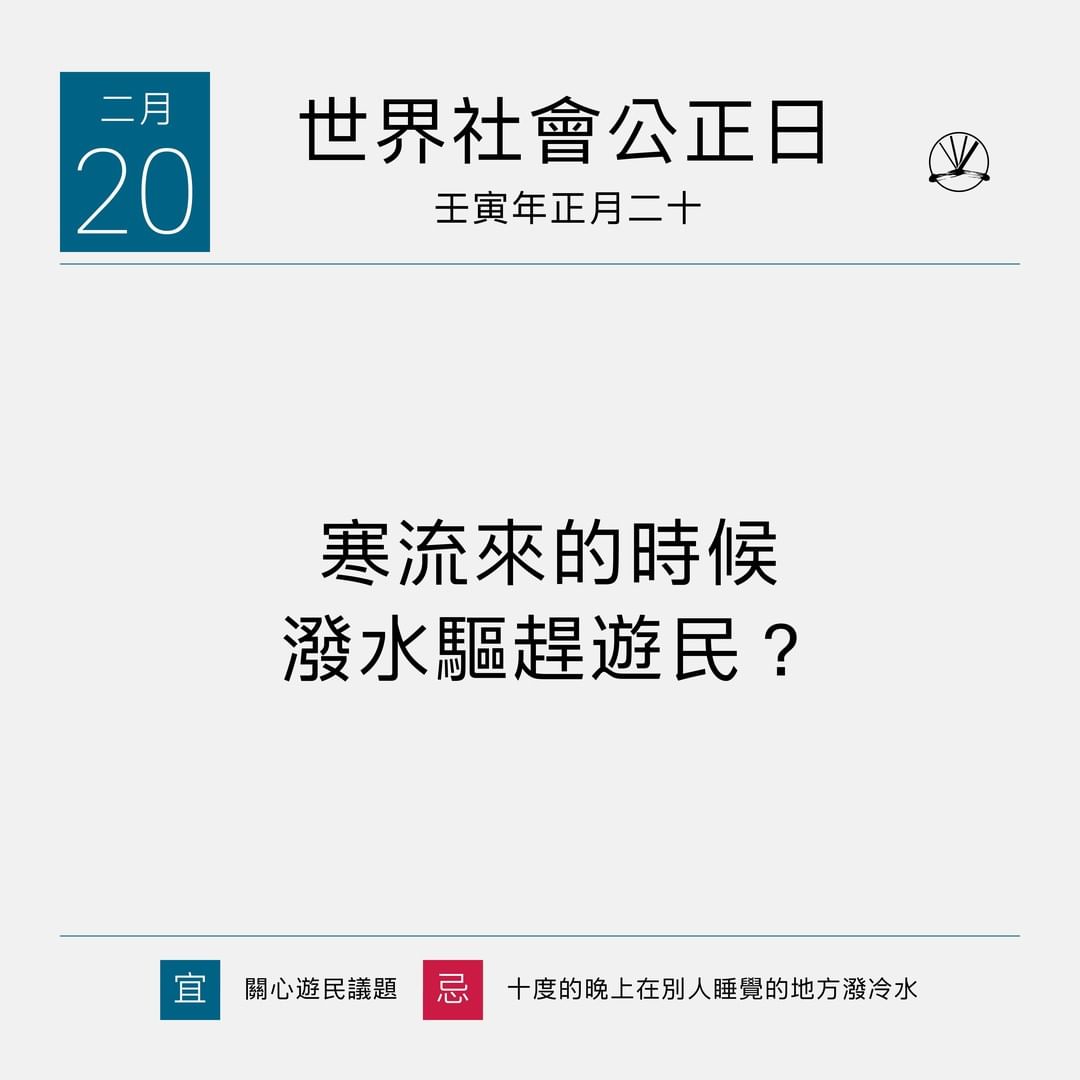 二月
20
世界社會公正日
壬寅年正月二十
寒流來的時候
潑水驅趕遊民？
宜 關心遊民議題 忌 十度的晚上在別人睡覺的地方潑冷水